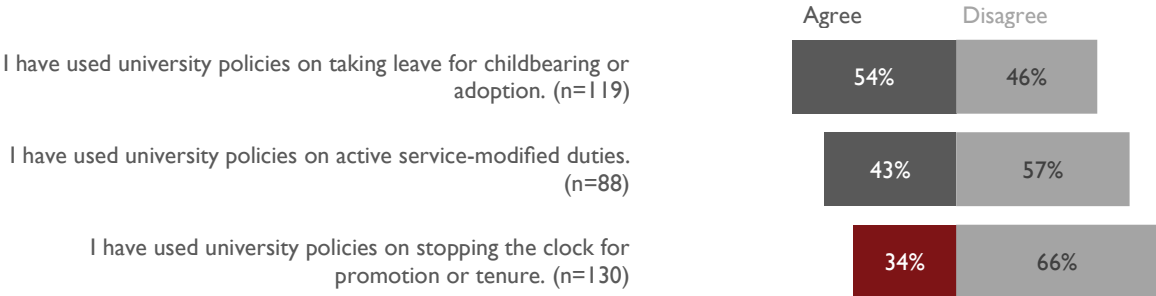 Agree Disagree
I have used university policies on taking leave for childbearing or
adoption. (n=119)
54% 46%
I have used university policies on active service-modified duties.
(n=88)
43% 57%
I have used university policies on stopping the clock for
promotion or tenure. (n=130)
34% 66%